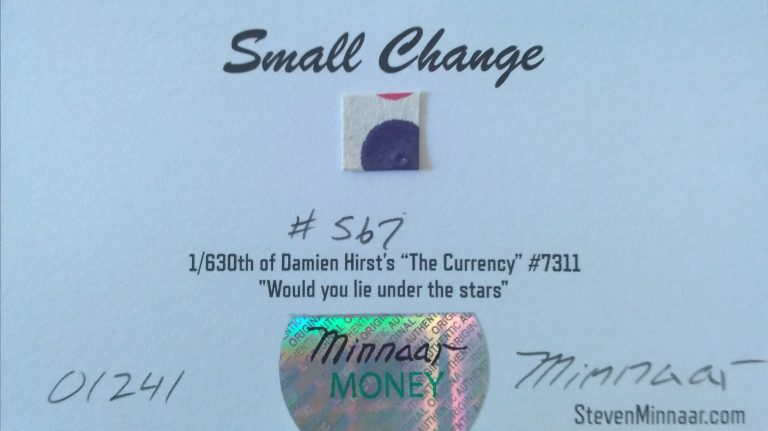 Small Change
# 567
1/630th of Damien Hirst's "The Currency" #7311
"Would you lie under the stars"
Minnaar
MONEY
01241
Minnaar
StevenMinnaar.com